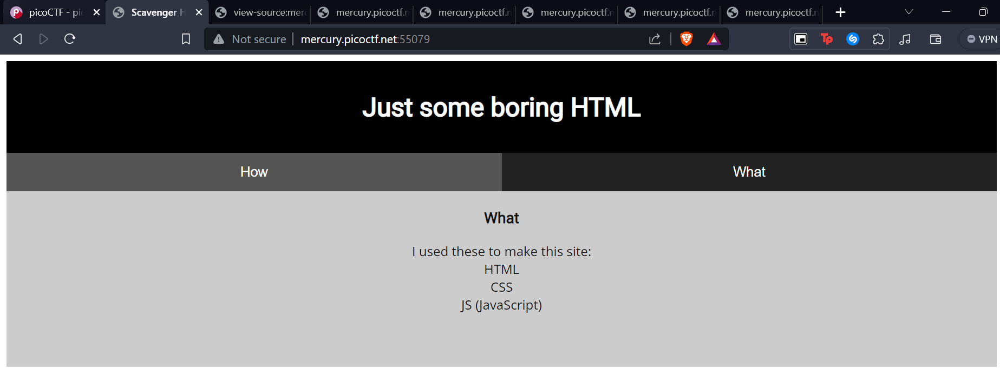 picoCTF - pi
Scavenger H
view-source:mer
mercury.picoctf.n
mercury.picoctf.n
mercury.picoctf.n
mercury.picoctf.n
mercury.picoctf.n
Not secure
mercury.picoctf.net:55079
Tp
VPN
Just some boring HTML
How
What
What
I used these to make this site:
HTML
CSS
JS (JavaScript)